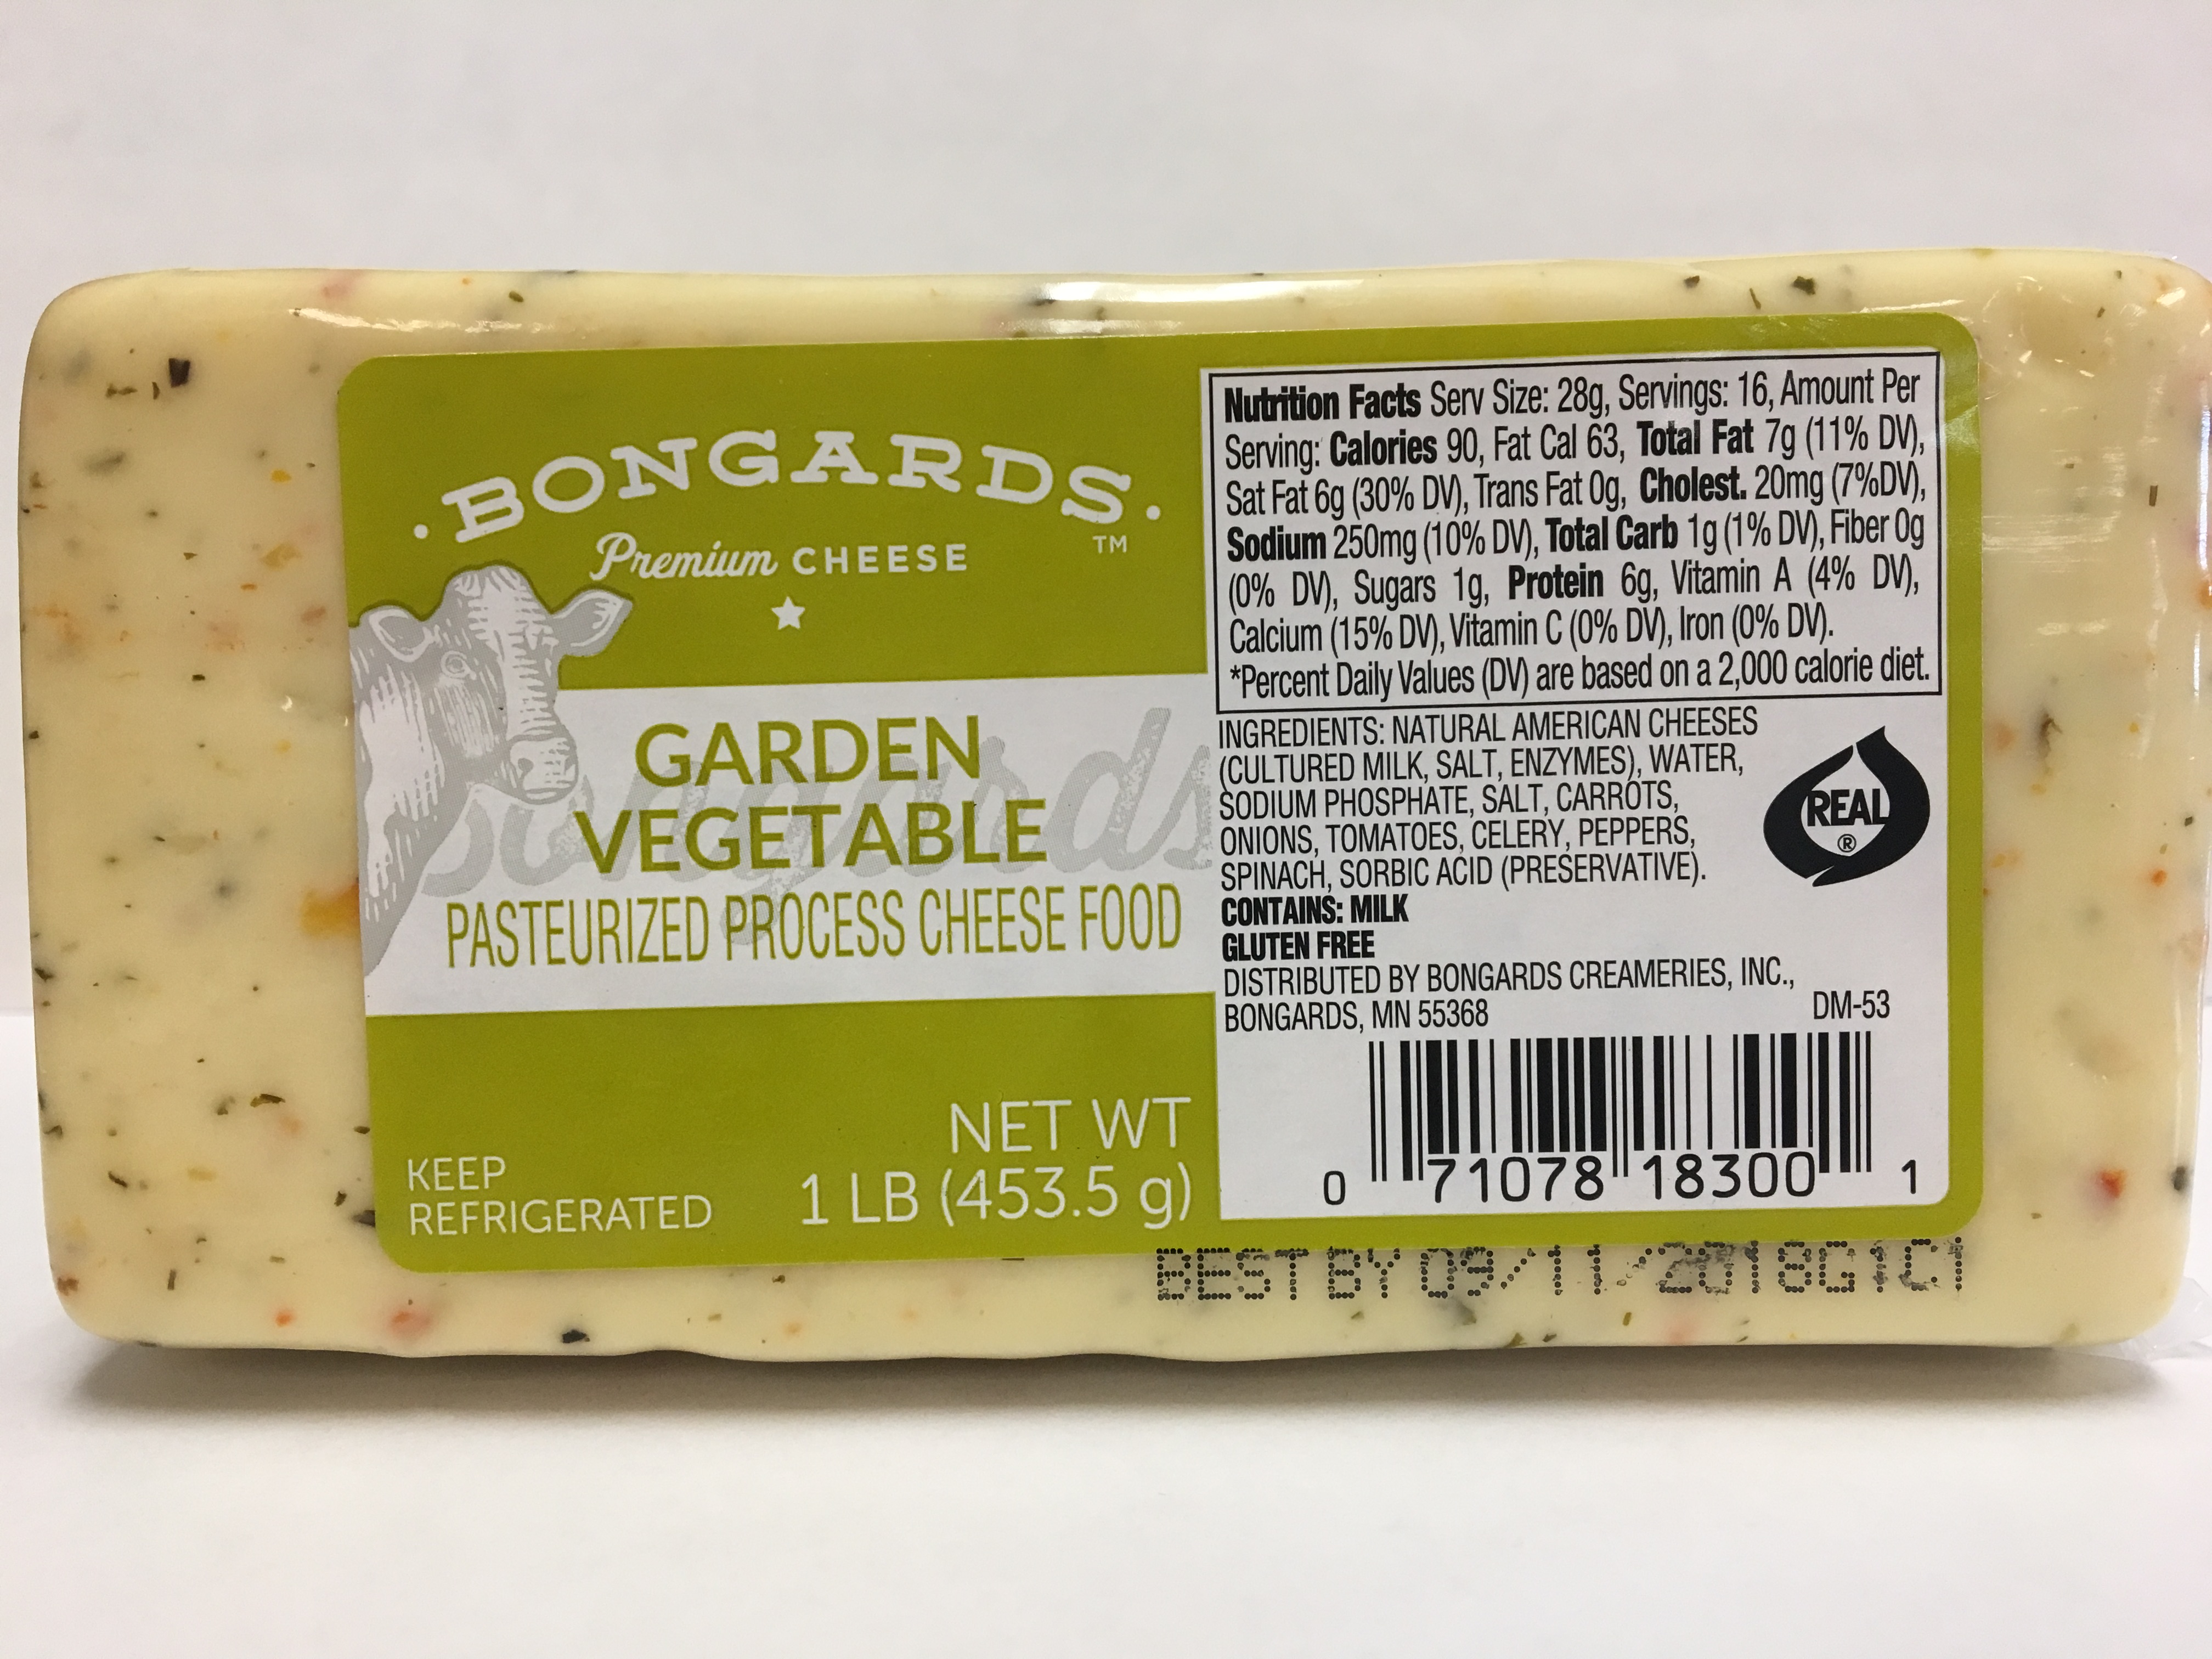 BONGARDS
TM
Premium CHEESE
Bongards
GARDEN
VEGETABLE
PASTEURIZED PROCESS CHEESE FOOD
KEEP
REFRIGERATED
NET WT
1 LB (453.5 g)
Nutrition Facts Serv Size: 28g, Servings: 16, Amount Per
Serving: Calories 90, Fat Cal 63, Total Fat 7g (11% DV),
Sat Fat 6g (30% DV), Trans Fat 0g, Cholest. 20mg (7%DV),
Sodium 250mg (10% DV), Total Carb 1g (1% DV), Fiber 0g
(0% DV), Sugars 1g, Protein 6g, Vitamin A (4% DV),
Calcium (15% DV), Vitamin C (0% DV), Iron (0% DV).
*Percent Daily Values (DV) are based on a 2,000 calorie diet.
INGREDIENTS: NATURAL AMERICAN CHEESES
(CULTURED MILK, SALT, ENZYMES), WATER,
SODIUM PHOSPHATE, SALT, CARROTS,
ONIONS, TOMATOES, CELERY, PEPPERS,
SPINACH, SORBIC ACID (PRESERVATIVE).
REAL
®
CONTAINS: MILK
GLUTEN FREE
DISTRIBUTED BY BONGARDS CREAMERIES, INC.,
BONGARDS, MN 55368
DM-53
0 71078 18300 1
BEST BY 09/11/2018G1C1